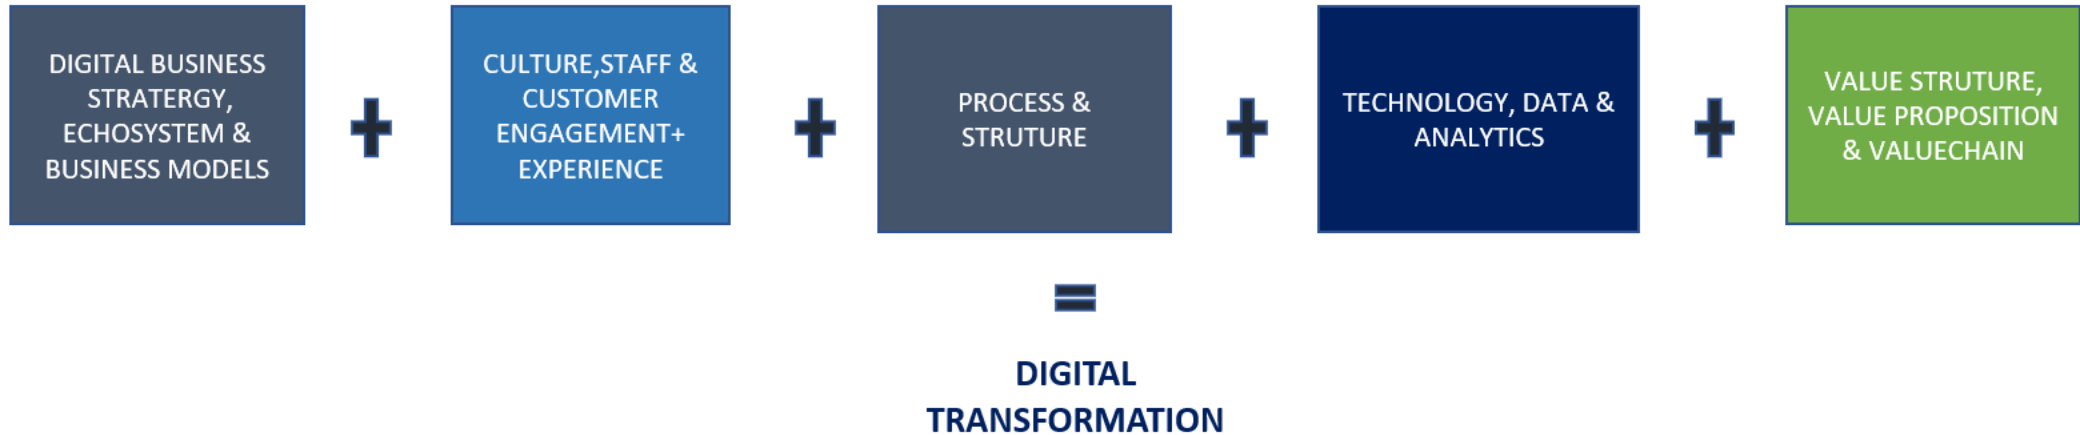 DIGITAL BUSINESS
STRATERGY,
ECHOSYSTEM &
BUSINESS MODELS
CULTURE,STAFF &
CUSTOMER
ENGAGEMENT+
EXPERIENCE
PROCESS &
STRUTURE
TECHNOLOGY, DATA &
ANALYTICS
VALUE STRUTURE,
VALUE PROPOSITION
& VALUECHAIN
DIGITAL
TRANSFORMATION